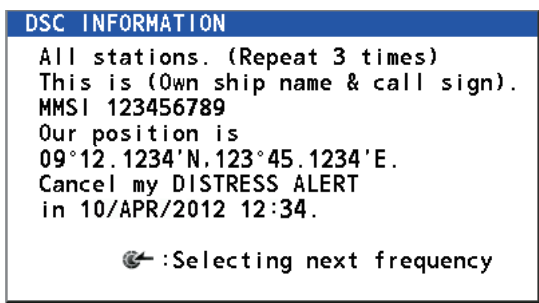 DSC INFORMATION
All stations. (Repeat 3 times)
This is (Own ship name & call sign).
MMSI 123456789
Our position is
09°12.1234'N,123°45.1234'E.
Cancel my DISTRESS ALERT
in 10/APR/2012 12:34.
:Selecting next frequency